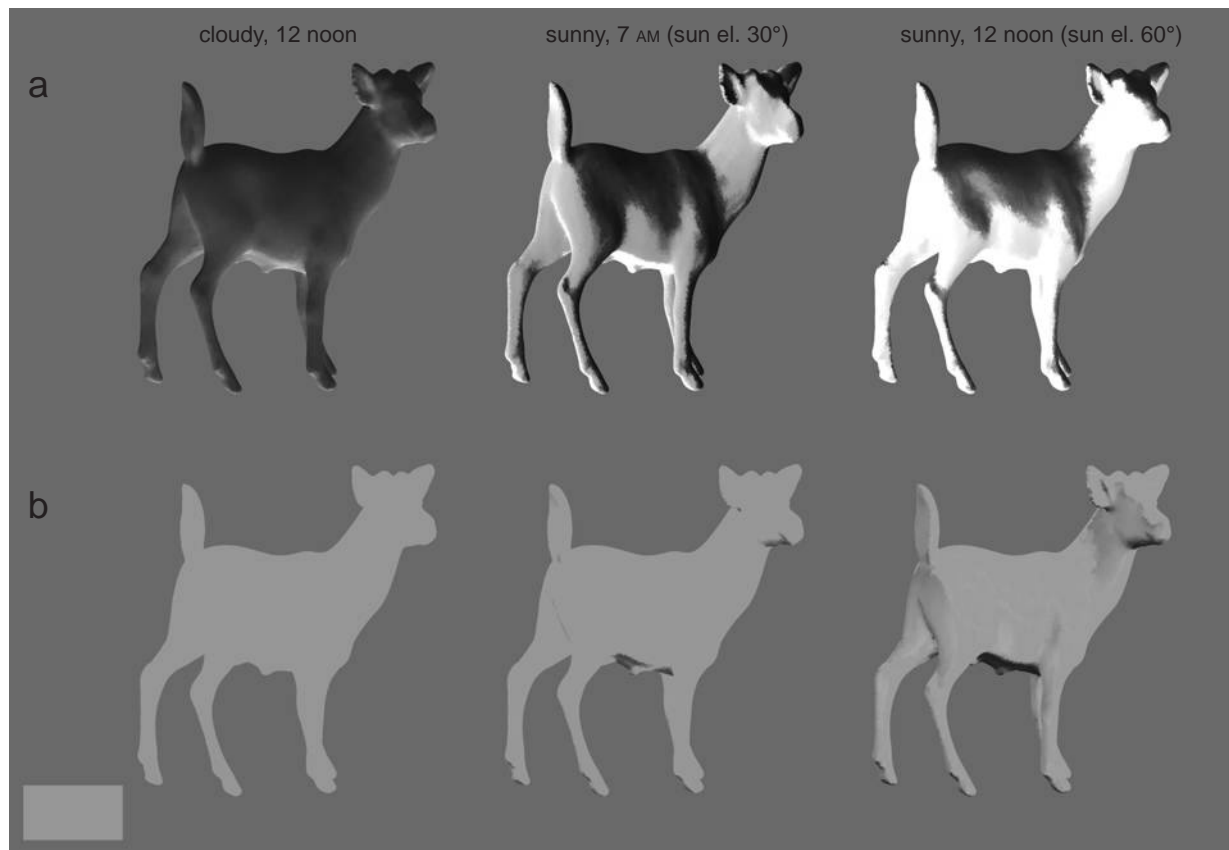 cloudy, 12 noon
sunny, 7 AM (sun el. 30°)
sunny, 12 noon (sun el. 60°)
a
b